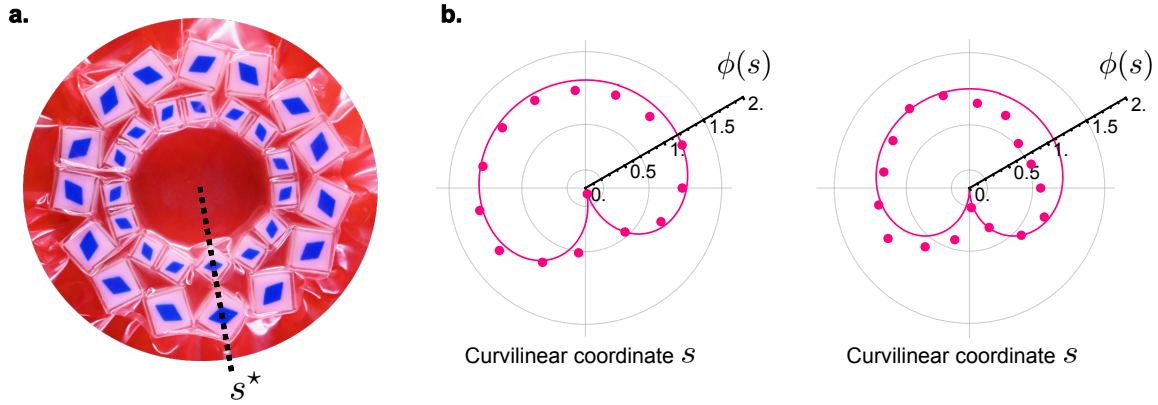 a.
s⋆
b.
ϕ(s)
2.
1.5
1.
0.5
0.
Curvilinear coordinate s
ϕ(s)
2.
1.5
1.
0.5
0.
Curvilinear coordinate s